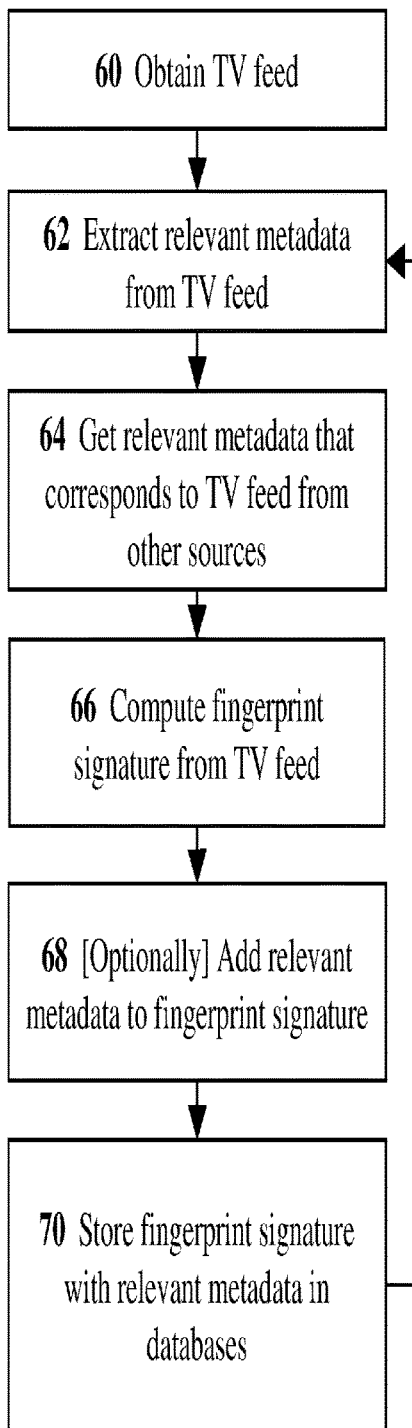 60 Obtain TV feed
62 Extract relevant metadata
from TV feed
64 Get relevant metadata that
corresponds to TV feed from
other sources
66 Compute fingerprint
signature from TV feed
68 [Optionally] Add relevant
metadata to fingerprint signature
70 Store fingerprint signature
with relevant metadata in
databases